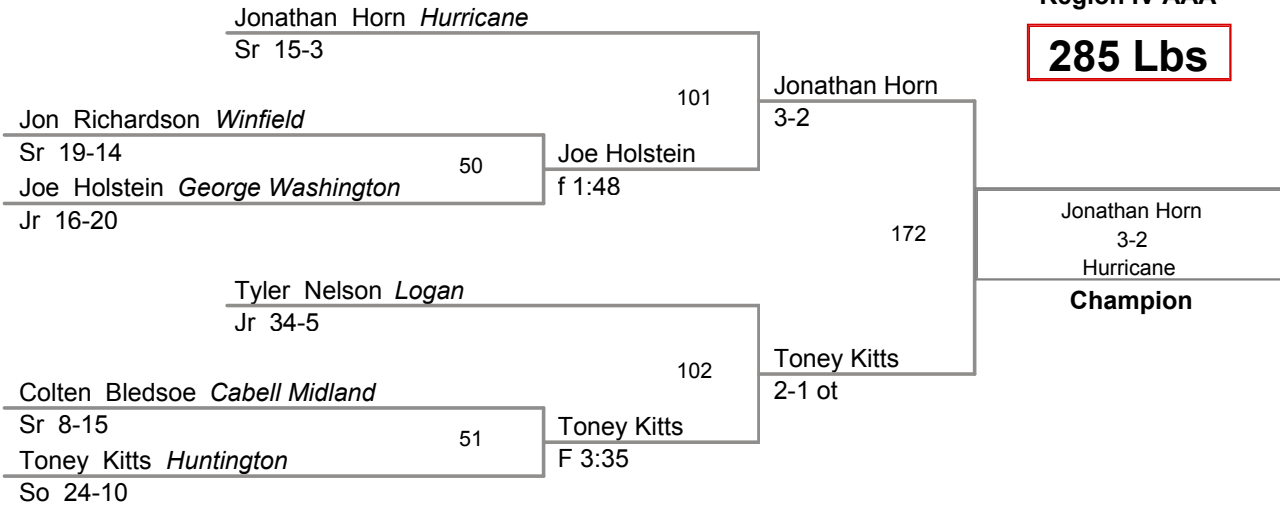 Region IV AAA
285 Lbs
Jonathan Horn Hurricane
Sr 15-3
101
Jonathan Horn
3-2
Jon Richardson Winfield
Sr 19-14
50
Joe Holstein
f 1:48
Joe Holstein George Washington
Jr 16-20
172
Jonathan Horn
3-2
Hurricane
Champion
Tyler Nelson Logan
Jr 34-5
102
Toney Kitts
2-1 ot
Colten Bledsoe Cabell Midland
Sr 8-15
51
Toney Kitts
F 3:35
Toney Kitts Huntington
So 24-10